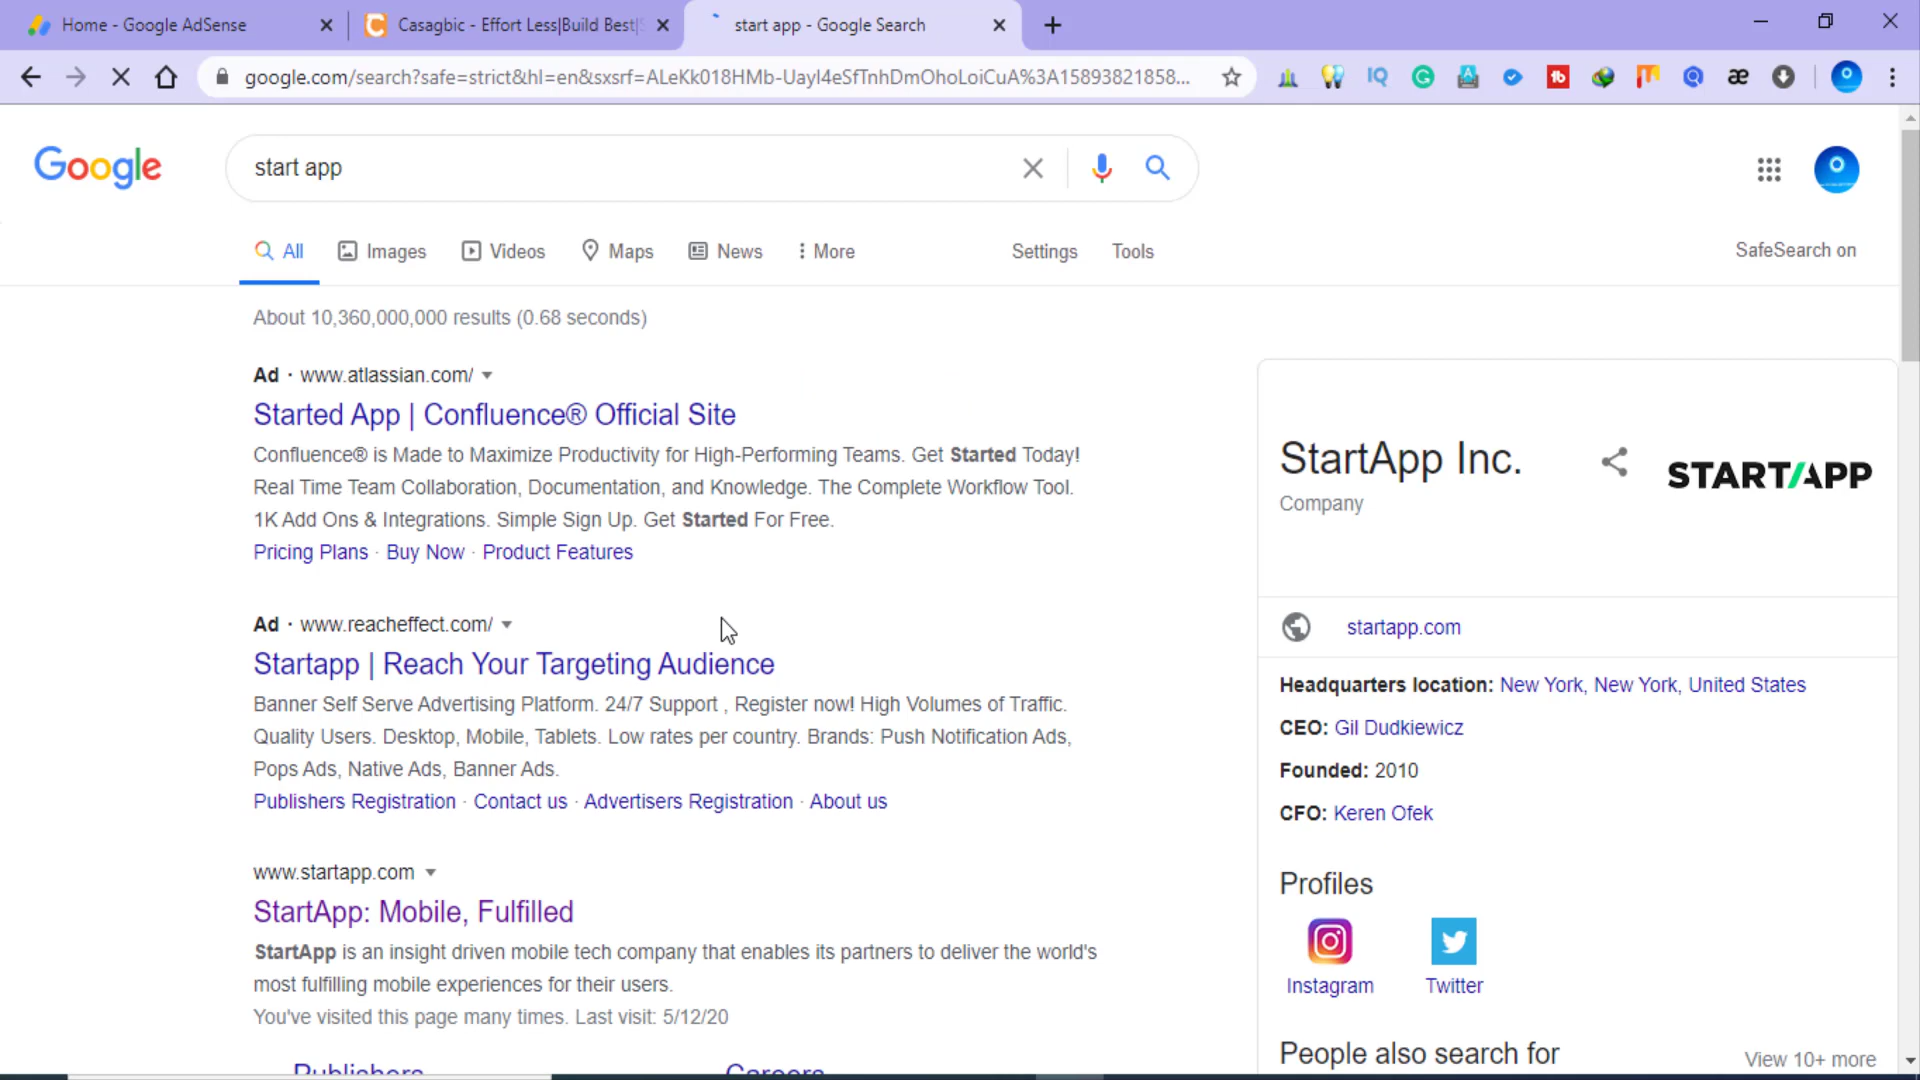 Home - Google AdSense
Casagbic - Effort Less|Build Best|
start app - Google Search
google.com/search?safe=strict&hl=en&sxsrf=ALeKk018HMb-UayI4eSfTnhDmOhoLoiCuA%3A15893821858...
Google
start app
All
Images
Videos
Maps
News
More
Settings
Tools
SafeSearch on
About 10,360,000,000 results (0.68 seconds)
Ad · www.atlassian.com/
Started App | Confluence® Official Site
Confluence® is Made to Maximize Productivity for High-Performing Teams. Get Started Today!
Real Time Team Collaboration, Documentation, and Knowledge. The Complete Workflow Tool.
1K Add Ons & Integrations. Simple Sign Up. Get Started For Free.
Pricing Plans · Buy Now · Product Features
Ad · www.reacheffect.com/
Startapp | Reach Your Targeting Audience
Banner Self Serve Advertising Platform. 24/7 Support , Register now! High Volumes of Traffic.
Quality Users. Desktop, Mobile, Tablets. Low rates per country. Brands: Push Notification Ads,
Pops Ads, Native Ads, Banner Ads.
Publishers Registration · Contact us · Advertisers Registration · About us
www.startapp.com
StartApp: Mobile, Fulfilled
StartApp is an insight driven mobile tech company that enables its partners to deliver the world's
most fulfilling mobile experiences for their users.
You've visited this page many times. Last visit: 5/12/20
Publishers
Careers
StartApp Inc.
Company
STARTAPP
startapp.com
Headquarters location: New York, New York, United States
CEO: Gil Dudkiewicz
Founded: 2010
CFO: Keren Ofek
Profiles
Instagram
Twitter
People also search for
View 10+ more